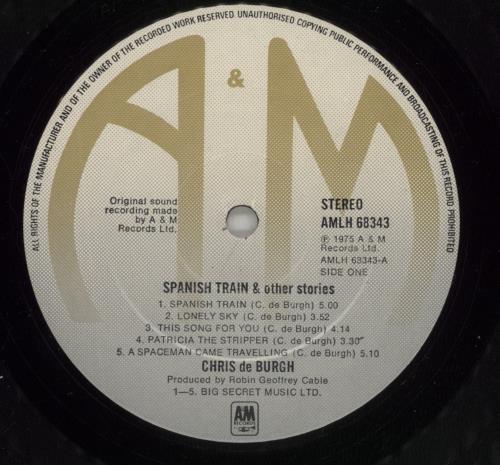 ALL RIGHTS OF THE MANUFACTURER AND OF THE OWNER OF THE RECORDED WORK RESERVED UNAUTHORISED COPYING PUBLIC PERFORMANCE AND BROADCASTING OF THIS RECORD PROHIBITED
A & M
Original sound
recording made
by A & M
Records Ltd.
STEREO
AMLH 68343
℗ 1975 A & M
Records Ltd.
AMLH 68343-A
SIDE ONE
SPANISH TRAIN & other stories
1. SPANISH TRAIN (C. de Burgh) 5.00
2. LONELY SKY (C. de Burgh) 3.52
3. THIS SONG FOR YOU (C. de Burgh) 4.14
4. PATRICIA THE STRIPPER (C. de Burgh) 3.30
5. A SPACEMAN CAME TRAVELLING (C. de Burgh) 5.10
CHRIS de BURGH
Produced by Robin Geoffrey Cable
1—5. BIG SECRET MUSIC LTD.
A&M
RECORDS